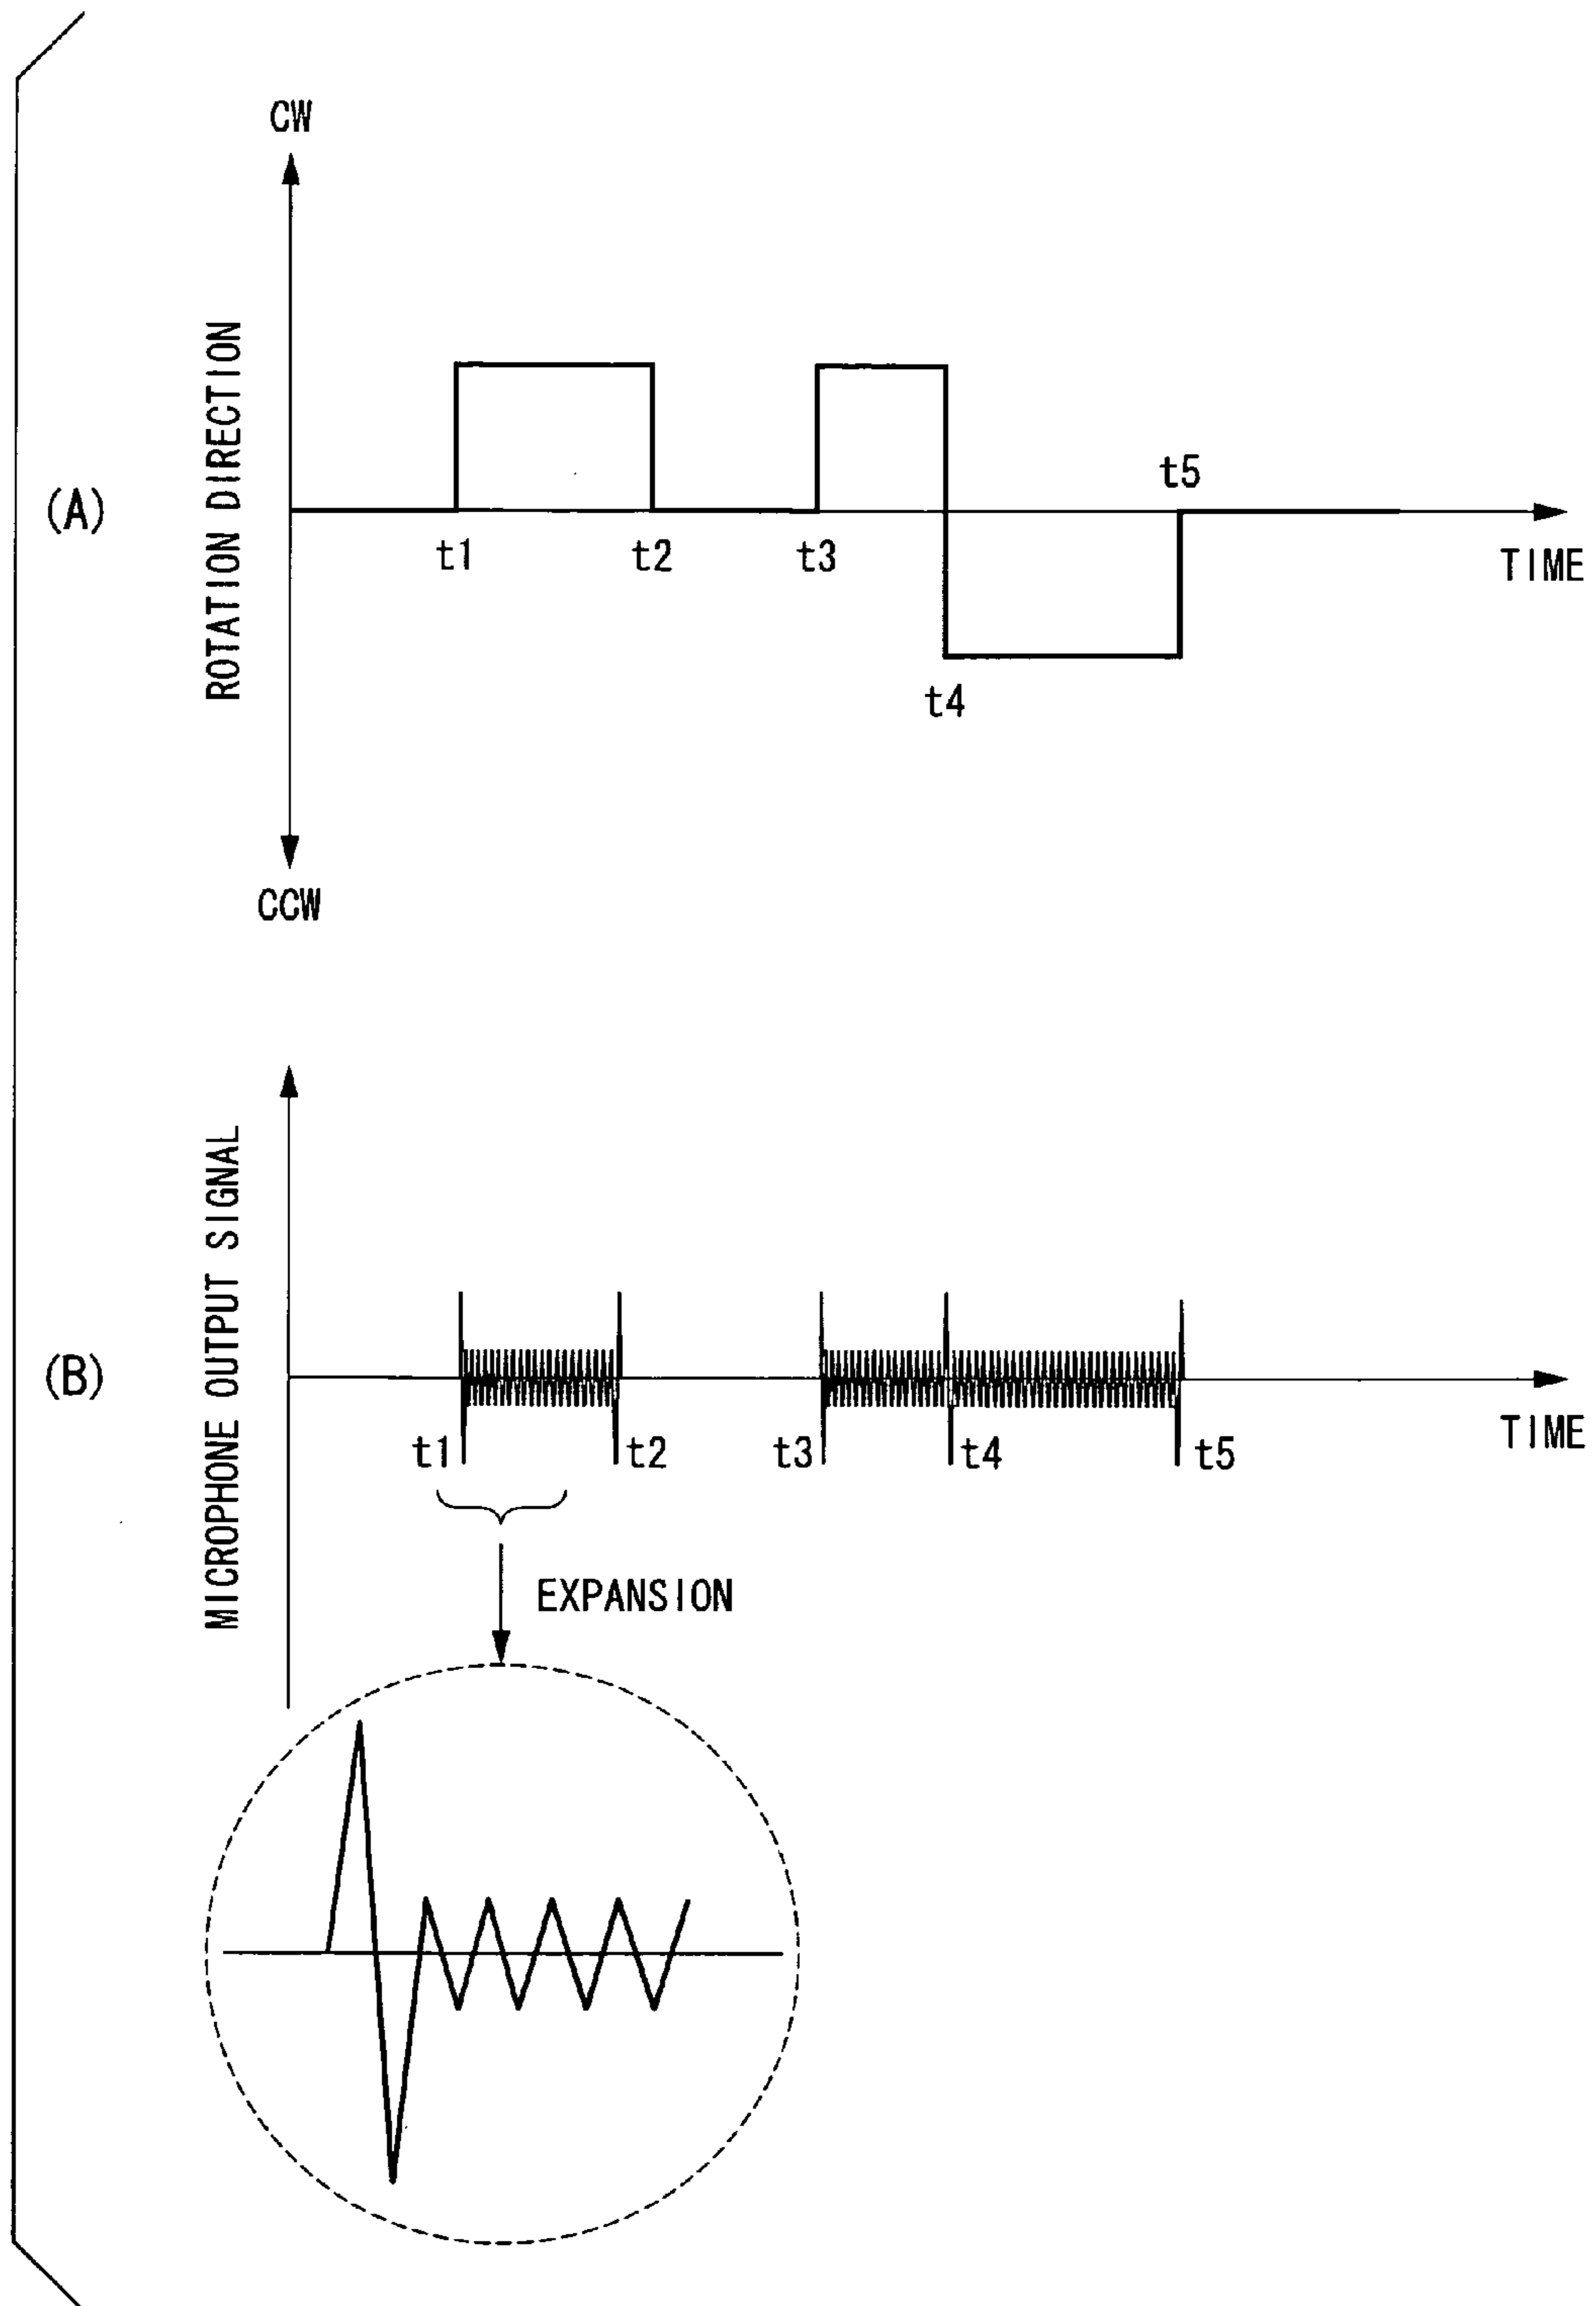 CW
ROTATION DIRECTION
(A)
t1
t2
t3
t4
t5
TIME
CCW
MICROPHONE OUTPUT SIGNAL
(B)
t1
t2
t3
t4
t5
TIME
EXPANSION